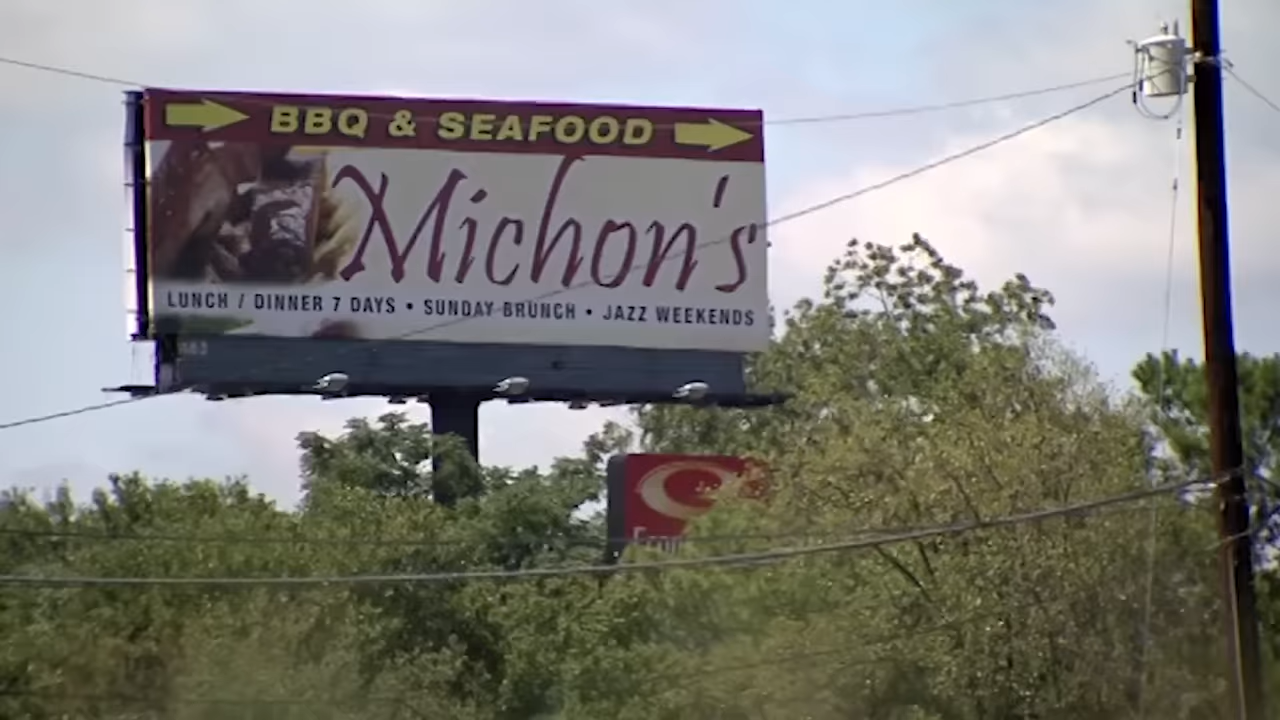 BBQ & SEAFOOD
Michon's
LUNCH / DINNER 7 DAYS • SUNDAY BRUNCH • JAZZ WEEKENDS